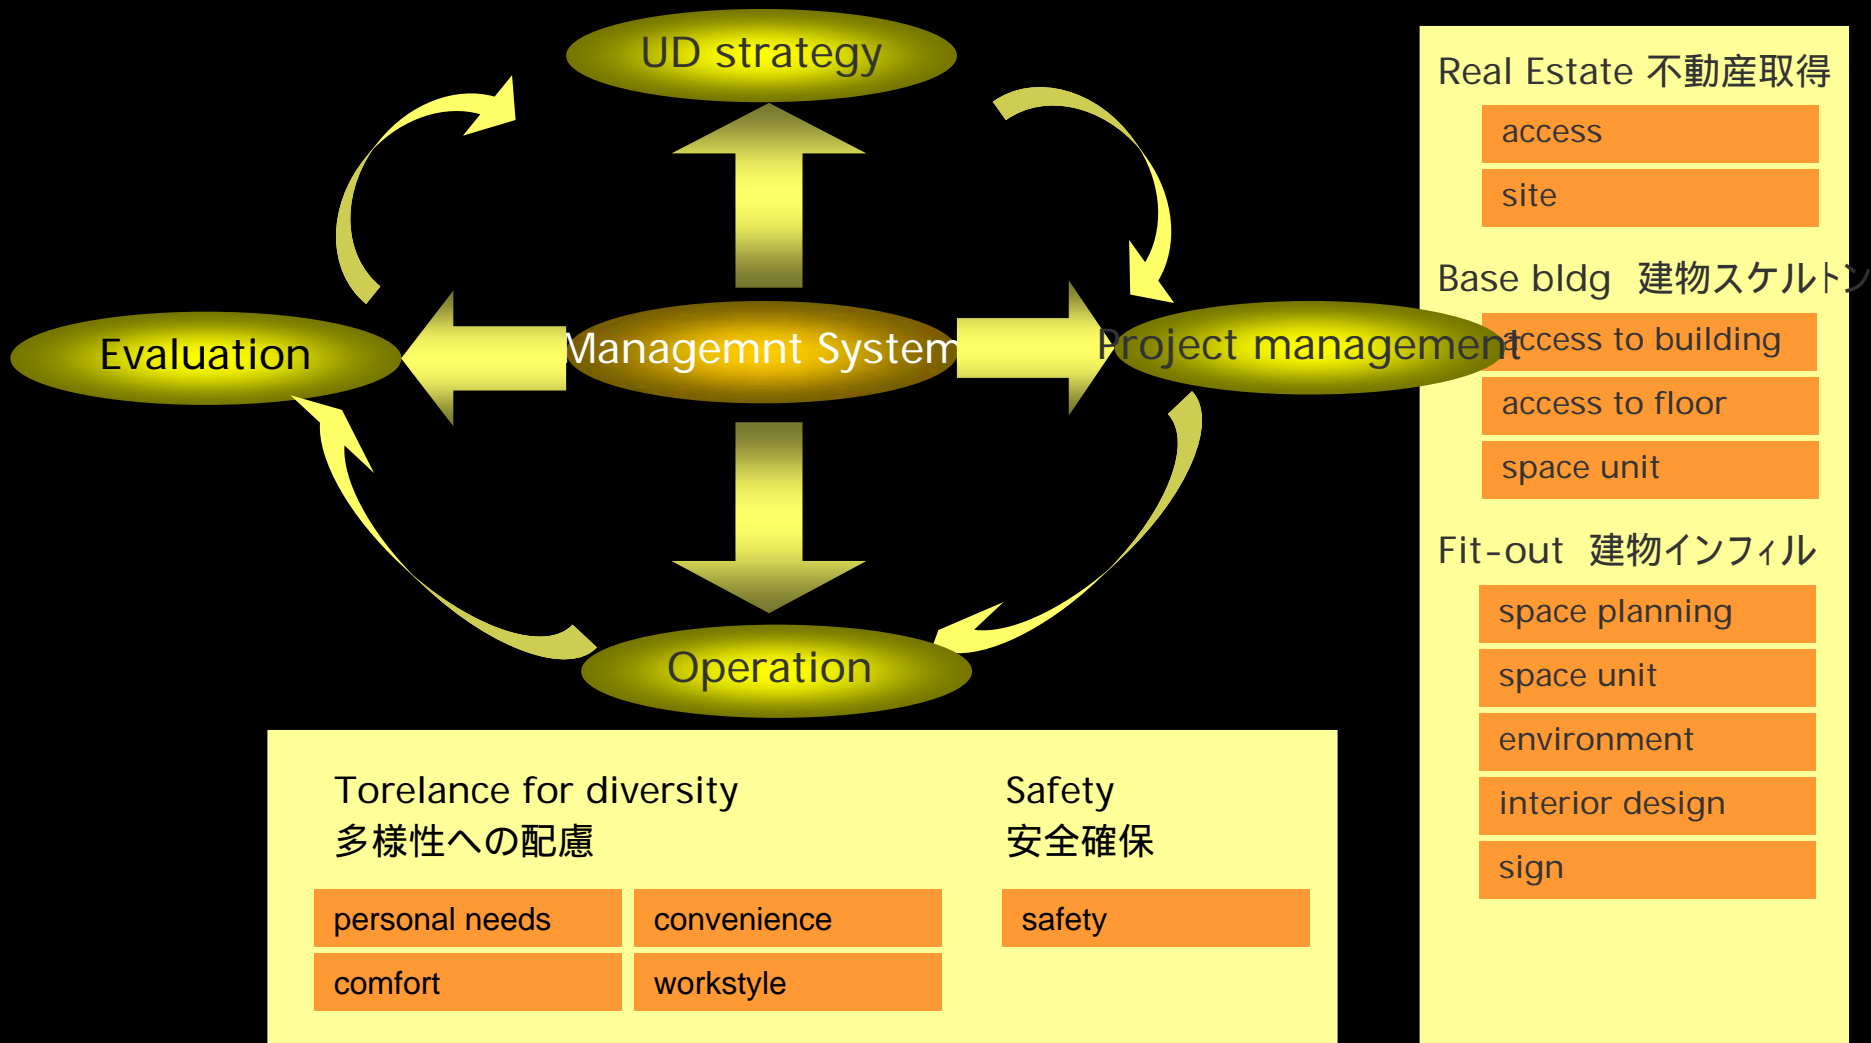 UD strategy
Evaluation
Managemnt System
Project management
Operation
Real Estate 不動産取得
access
site
Base bldg 建物スケルトン
access to building
access to floor
space unit
Fit-out 建物インフィル
space planning
space unit
environment
interior design
sign
Torelance for diversity
多様性への配慮
personal needs
convenience
comfort
workstyle
Safety
安全確保
safety